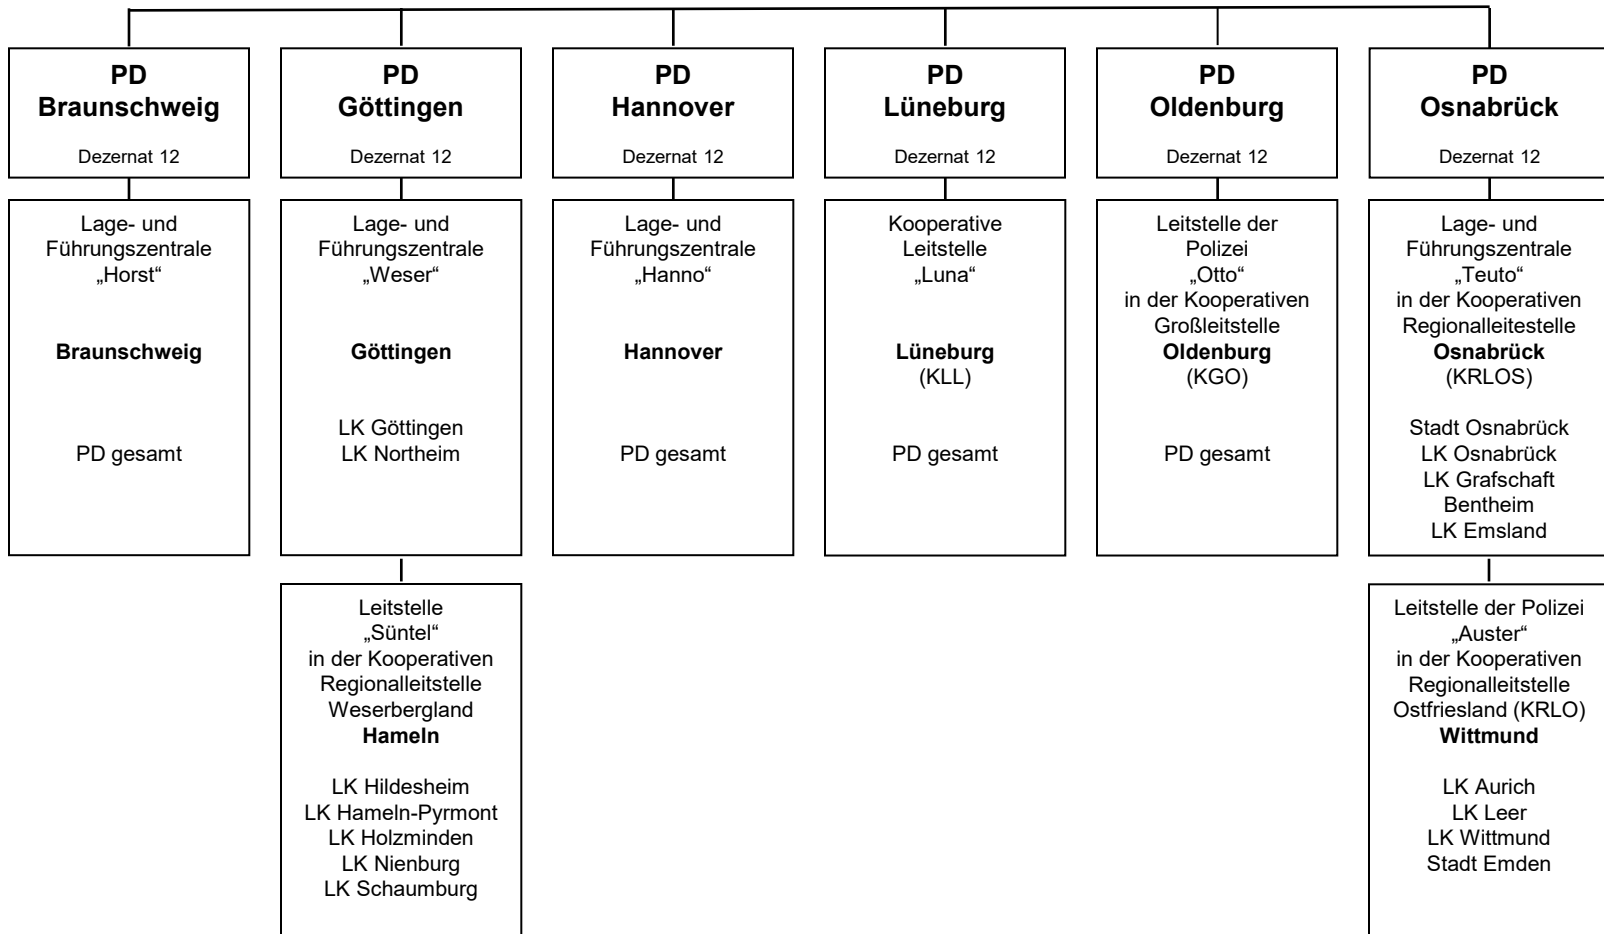 PD
Braunschweig
Dezernat 12
PD
Göttingen
Dezernat 12
PD
Hannover
Dezernat 12
PD
Lüneburg
Dezernat 12
PD
Oldenburg
Dezernat 12
PD
Osnabrück
Dezernat 12
Lage- und
Führungszentrale
„Horst“
Braunschweig
PD gesamt
Lage- und
Führungszentrale
„Weser“
Göttingen
LK Göttingen
LK Northeim
Lage- und
Führungszentrale
„Hanno“
Hannover
PD gesamt
Kooperative
Leitstelle
„Luna“
Lüneburg
(KLL)
PD gesamt
Leitstelle der
Polizei
„Otto“
in der Kooperativen
Großleitstelle
Oldenburg
(KGO)
PD gesamt
Lage- und
Führungszentrale
„Teuto“
in der Kooperativen
Regionalleitestelle
Osnabrück
(KRLOS)
Stadt Osnabrück
LK Osnabrück
LK Grafschaft
Bentheim
LK Emsland
Leitstelle
„Süntel“
in der Kooperativen
Regionalleitstelle
Weserbergland
Hameln
LK Hildesheim
LK Hameln-Pyrmont
LK Holzminden
LK Nienburg
LK Schaumburg
Leitstelle der Polizei
„Auster“
in der Kooperativen
Regionalleitstelle
Ostfriesland (KRLO)
Wittmund
LK Aurich
LK Leer
LK Wittmund
Stadt Emden